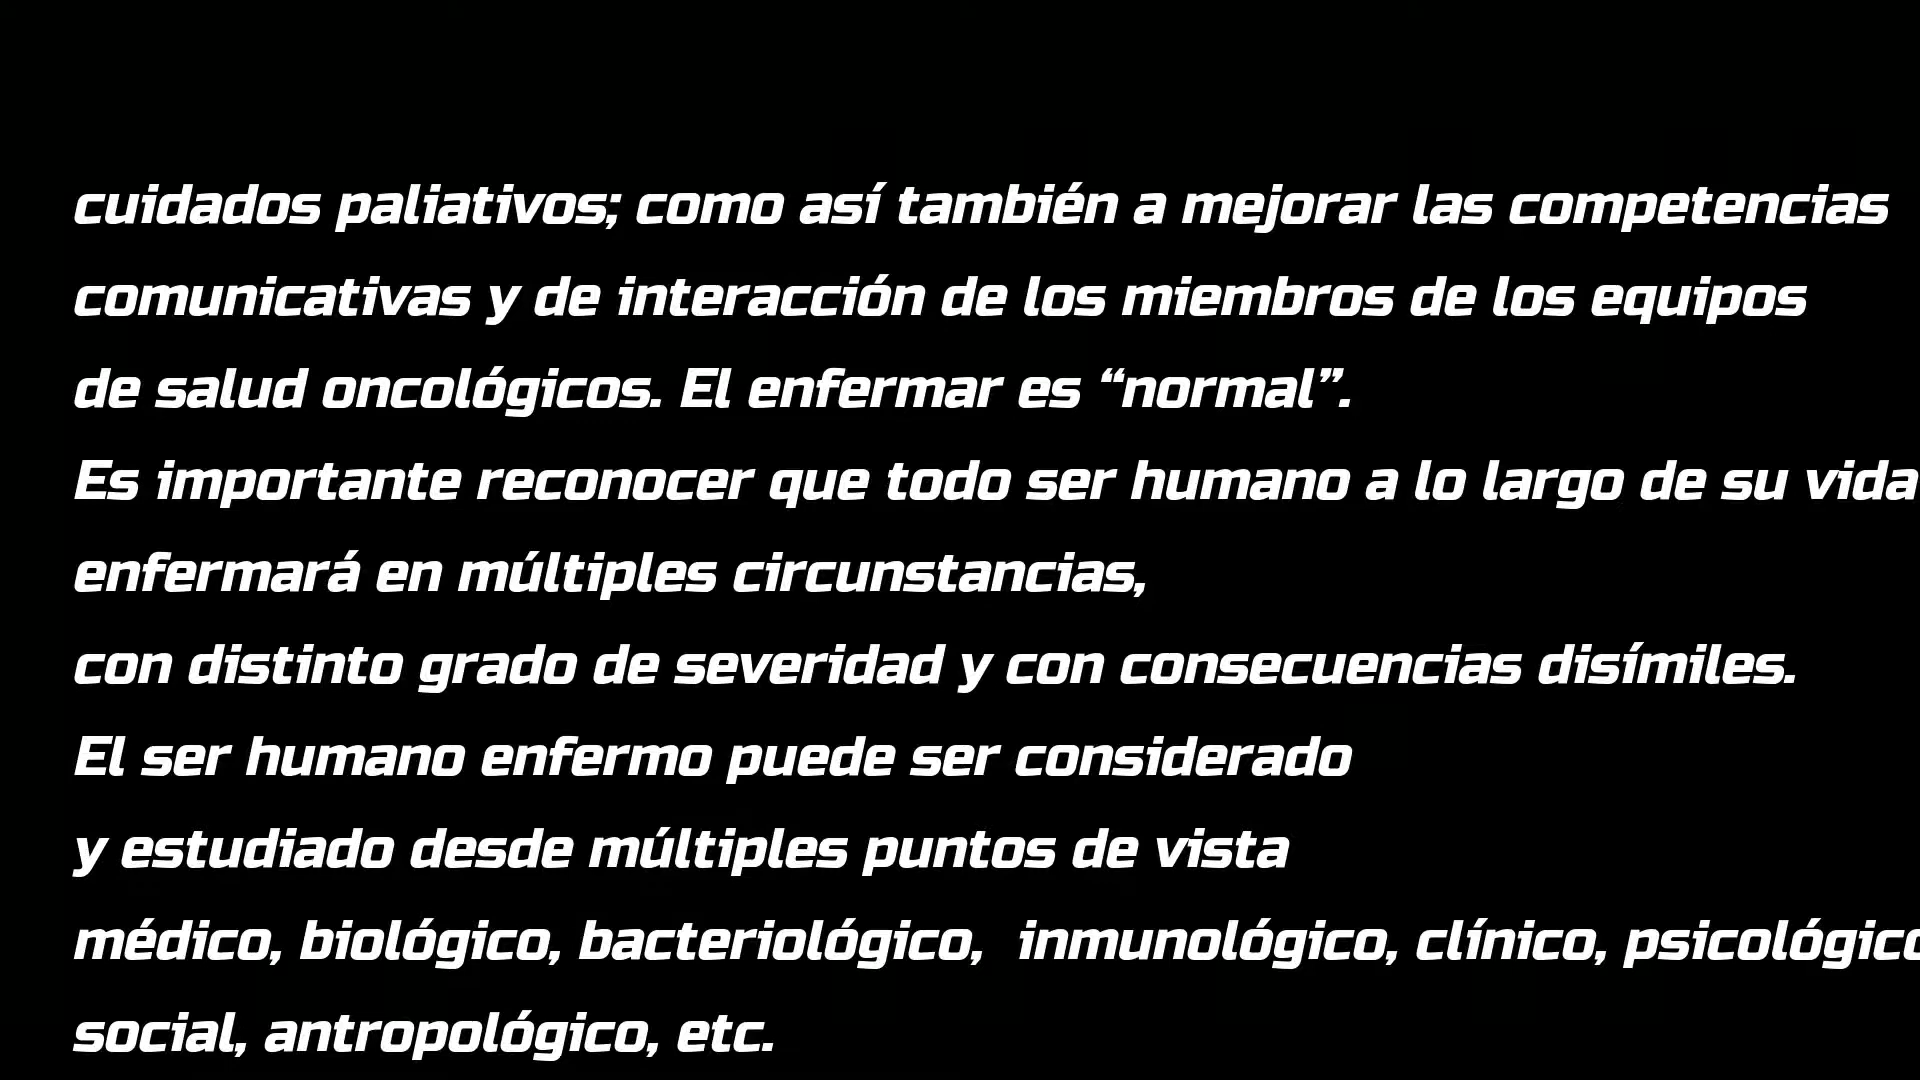 cuidados paliativos; como así también a mejorar las competencias
comunicativas y de interacción de los miembros de los equipos
de salud oncológicos. El enfermar es “normal”.
Es importante reconocer que todo ser humano a lo largo de su vida
enfermará en múltiples circunstancias,
con distinto grado de severidad y con consecuencias disímiles.
El ser humano enfermo puede ser considerado
y estudiado desde múltiples puntos de vista
médico, biológico, bacteriológico,  inmunológico, clínico, psicológico
social, antropológico, etc.